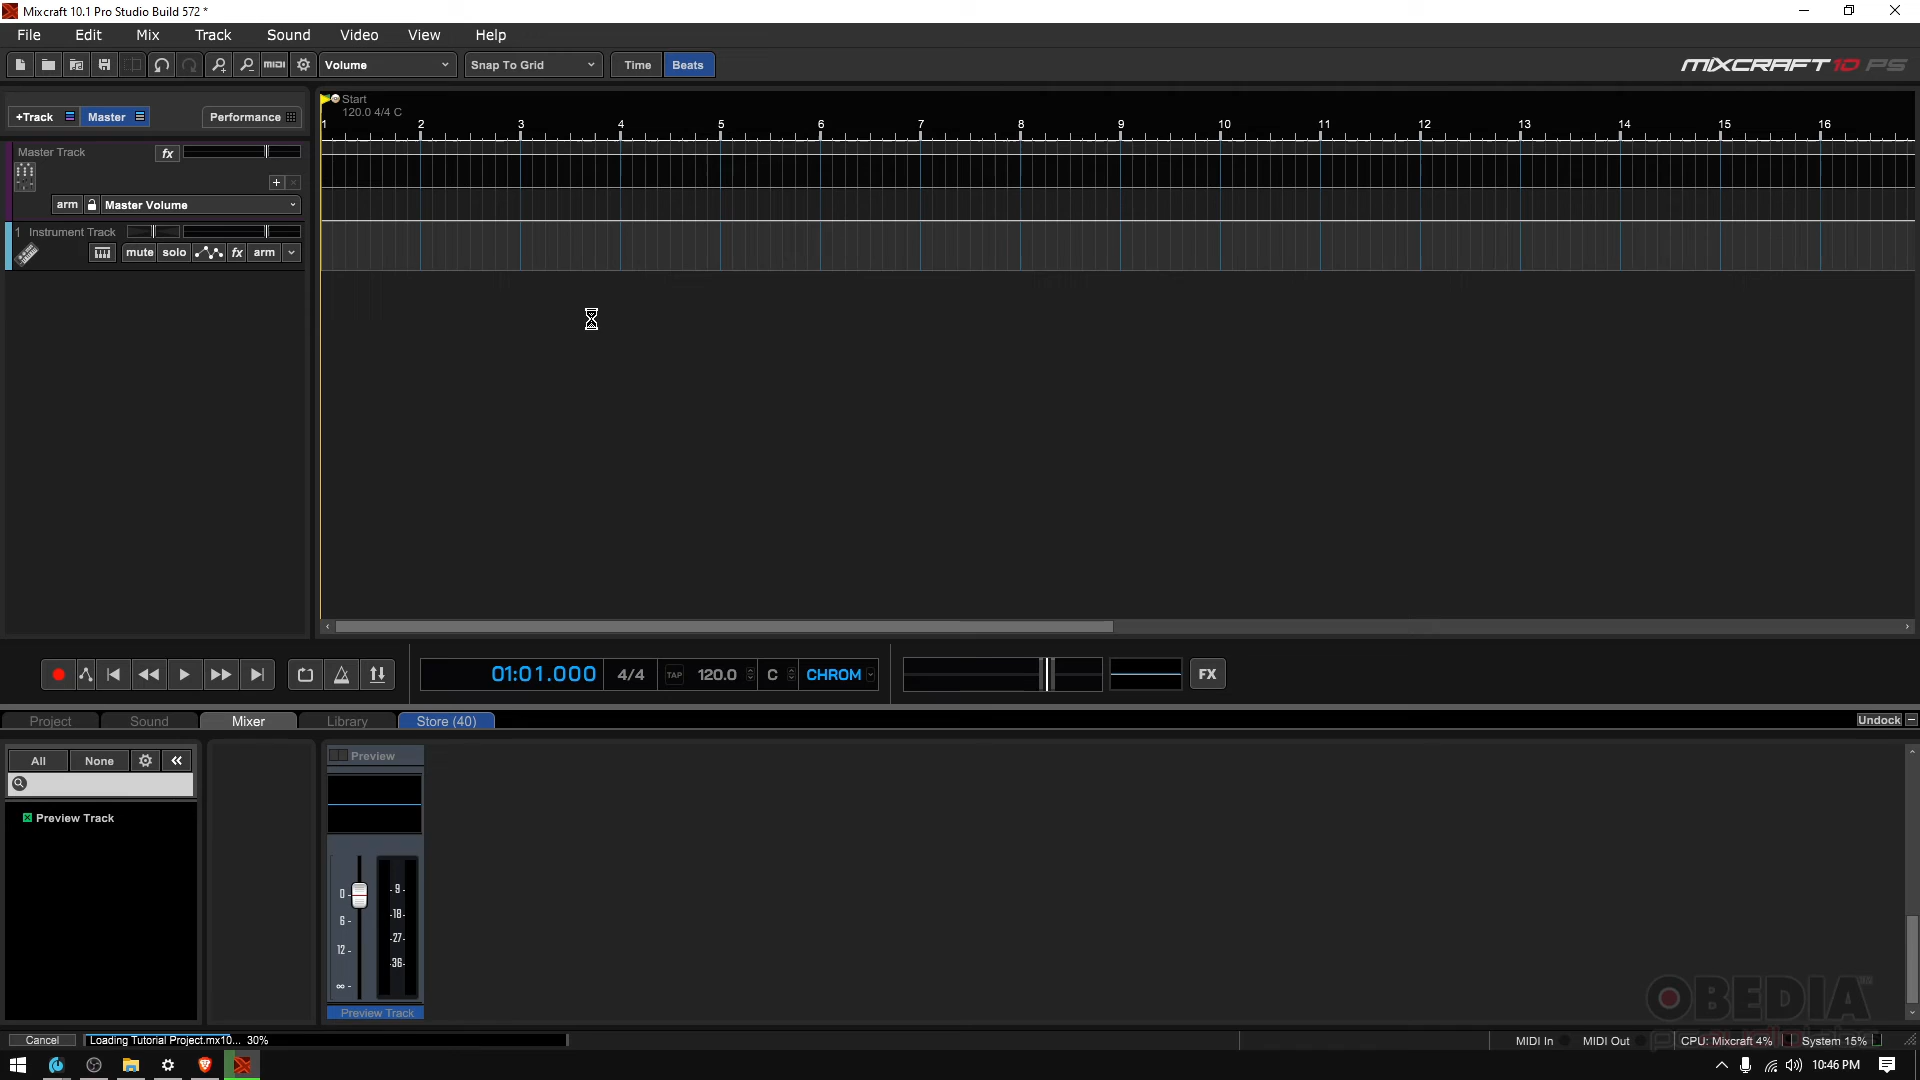 Mixcraft 10.1 Pro Studio Build 572 *
File Edit Mix Track Sound Video View Help
MIDI Volume Snap To Grid Time Beats MIXCRAFT 10 PS
+Track Master Performance
Start
120.0 4/4 C
1 2 3 4 5 6 7 8 9 10 11 12 13 14 15 16
Master Track fx
+ ×
arm Master Volume
1 Instrument Track
mute solo fx arm
01:01.000 4/4 TAP 120.0 C CHROM FX
Project Sound Mixer Library Store (40) Undock
All None «
Preview
Preview Track
0 - - 9 -
6 - -18-
12 - -27-
-36-
∞ -
Preview Track
OBEDIA
Cancel Loading Tutorial Project.mx10... 30% MIDI In MIDI Out CPU: Mixcraft 4% System 15%
10:46 PM